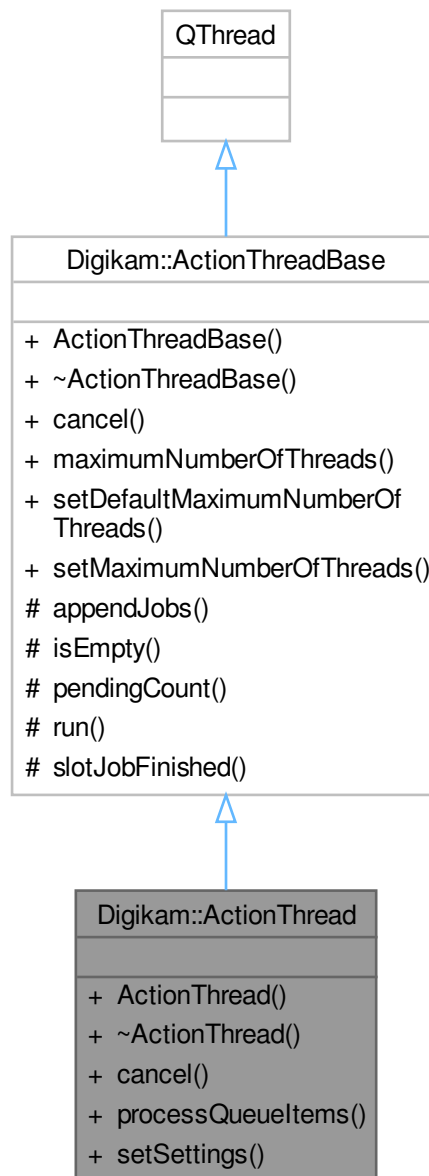 QThread
Digikam::ActionThreadBase
+ ActionThreadBase()
+ ~ActionThreadBase()
+ cancel()
+ maximumNumberOfThreads()
+ setDefaultMaximumNumberOf
Threads()
+ setMaximumNumberOfThreads()
# appendJobs()
# isEmpty()
# pendingCount()
# run()
# slotJobFinished()
Digikam::ActionThread
+ ActionThread()
+ ~ActionThread()
+ cancel()
+ processQueueItems()
+ setSettings()